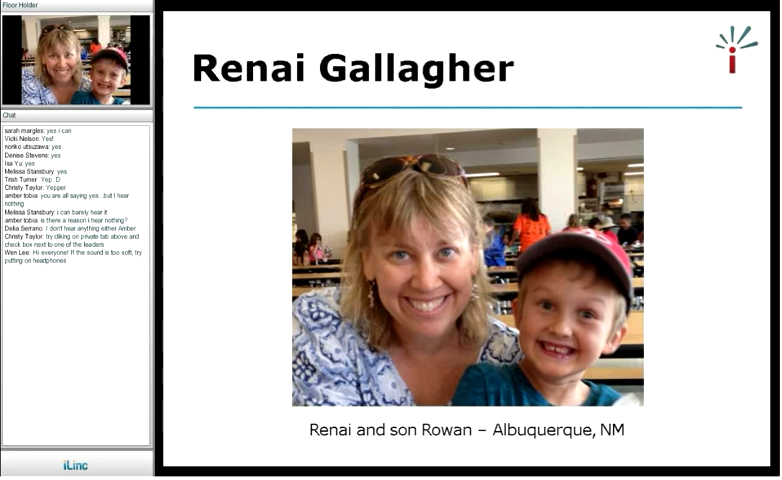 Floor Holder
Chat
sarah margles: yes i can
Vicki Nelson: Yes!
noriko utsuzawa: yes
Denise Stevens: yes
Isa Yu: yes
Melissa Stansbury: yes
Trish Turner: Yep :D
Christy Taylor: Yepper
amber tobia: you are all saying yes...but I hear
nothing
Melissa Stansbury: i can barely hear it
amber tobia: is there a reason i hear nothing?
Delia Serrano: I don't hear anything either Amber
Christy Taylor: try cliking on private tab above and
check box next to one of the leaders
Wen Lee: Hi everyone! If the sound is too soft, try
putting on headphones
iLinc
Renai Gallagher
i
Renai and son Rowan – Albuquerque, NM